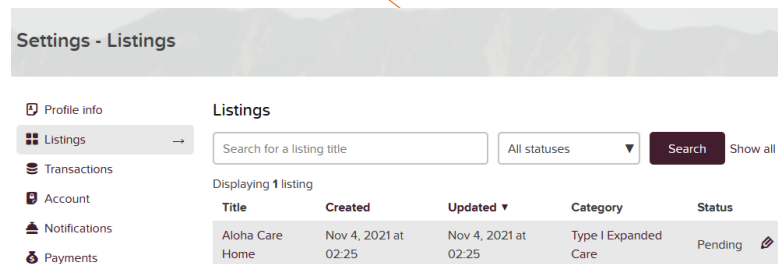 Settings - Listings
Profile info
Listings →
Transactions
Account
Notifications
Payments
Listings
Search for a listing title
All statuses ▼
Search
Show all
Displaying 1 listing
Title Created Updated ▼ Category Status
Aloha Care Nov 4, 2021 at Nov 4, 2021 at Type I Expanded Pending
Home 02:25 02:25 Care